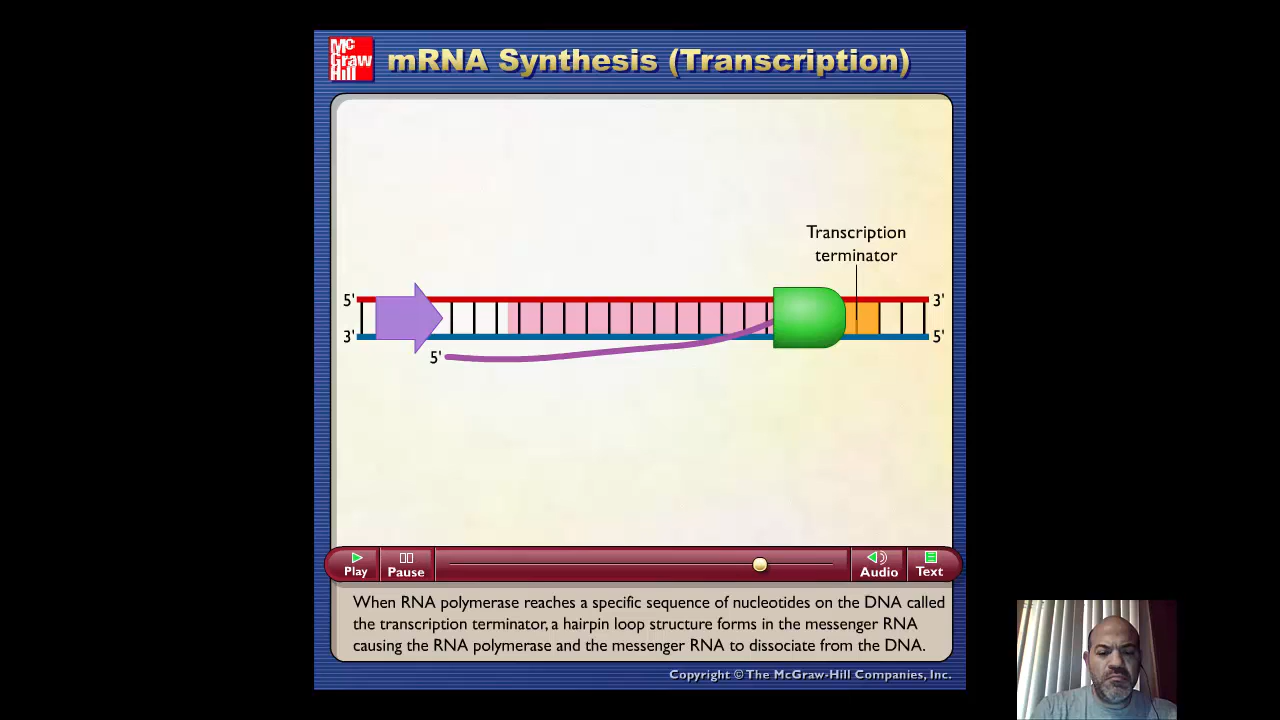 Mc
Graw
Hill
mRNA Synthesis (Transcription)
Transcription
terminator
5'
3'
3'
5'
5'
Play
Pause
Audio
Text
When RNA polymerase reaches a specific sequence of nucleotides on the DNA called
the transcription terminator, a hairpin loop structure forms in the messenger RNA
causing the RNA polymerase and the messenger RNA to dissociate from the DNA.
Copyright © The McGraw-Hill Companies, Inc.